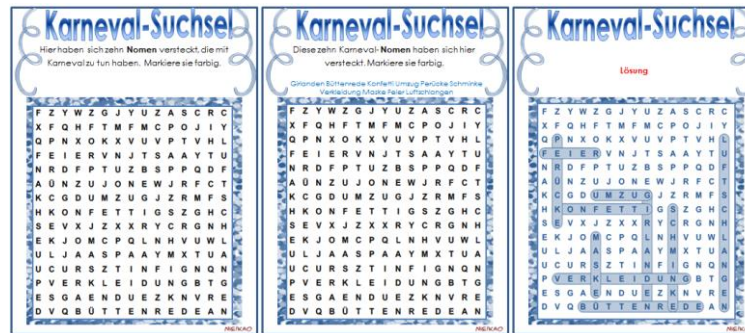 Karneval-Suchsel
Hier haben sich zehn Nomen versteckt, die mit
Karneval zu tun haben. Markiere sie farbig.
F Z Y W Z G J Y U Z A S C R C
X F Q H F T M F M C P O J I Y
Q P N X O K X V U V P T V H L
F E I E R V N J T S A A Y T U
N R D F P T U Z B S P P Q D F
A Ü N Z U J O N E W J R F C T
K C G D U M Z U G J Z R M F S
H K O N F E T T I G S Z G H C
S E V X J Z X X R Y C R G N H
E K J O M C P Q L N H V U W L
U L J A A S P A A Y M X T U A
U C U R S Z T I N F I G N Q N
P V E R K L E I D U N G B T G
E S G A E N D U E Z K N V R E
D V Q B Ü T T E N R E D E A N
Karneval-Suchsel
Diese zehn Karneval-Nomen haben sich hier
versteckt. Markiere sie farbig.
Girlanden Büttenrede Konfetti Umzug Perücke Schminke
Verkleidung Maske Feier Luftschlangen
F Z Y W Z G J Y U Z A S C R C
X F Q H F T M F M C P O J I Y
Q P N X O K X V U V P T V H L
F E I E R V N J T S A A Y T U
N R D F P T U Z B S P P Q D F
A Ü N Z U J O N E W J R F C T
K C G D U M Z U G J Z R M F S
H K O N F E T T I G S Z G H C
S E V X J Z X X R Y C R G N H
E K J O M C P Q L N H V U W L
U L J A A S P A A Y M X T U A
U C U R S Z T I N F I G N Q N
P V E R K L E I D U N G B T G
E S G A E N D U E Z K N V R E
D V Q B Ü T T E N R E D E A N
Karneval-Suchsel
Lösung
F Z Y W Z G J Y U Z A S C R C
X F Q H F T M F M C P O J I Y
Q P N X O K X V U V P T V H L
F E I E R V N J T S A A Y T U
N R D F P T U Z B S P P Q D F
A Ü N Z U J O N E W J R F C T
K C G D U M Z U G J Z R M F S
H K O N F E T T I G S Z G H C
S E V X J Z X X R Y C R G N H
E K J O M C P Q L N H V U W L
U L J A A S P A A Y M X T U A
U C U R S Z T I N F I G N Q N
P V E R K L E I D U N G B T G
E S G A E N D U E Z K N V R E
D V Q B Ü T T E N R E D E A N